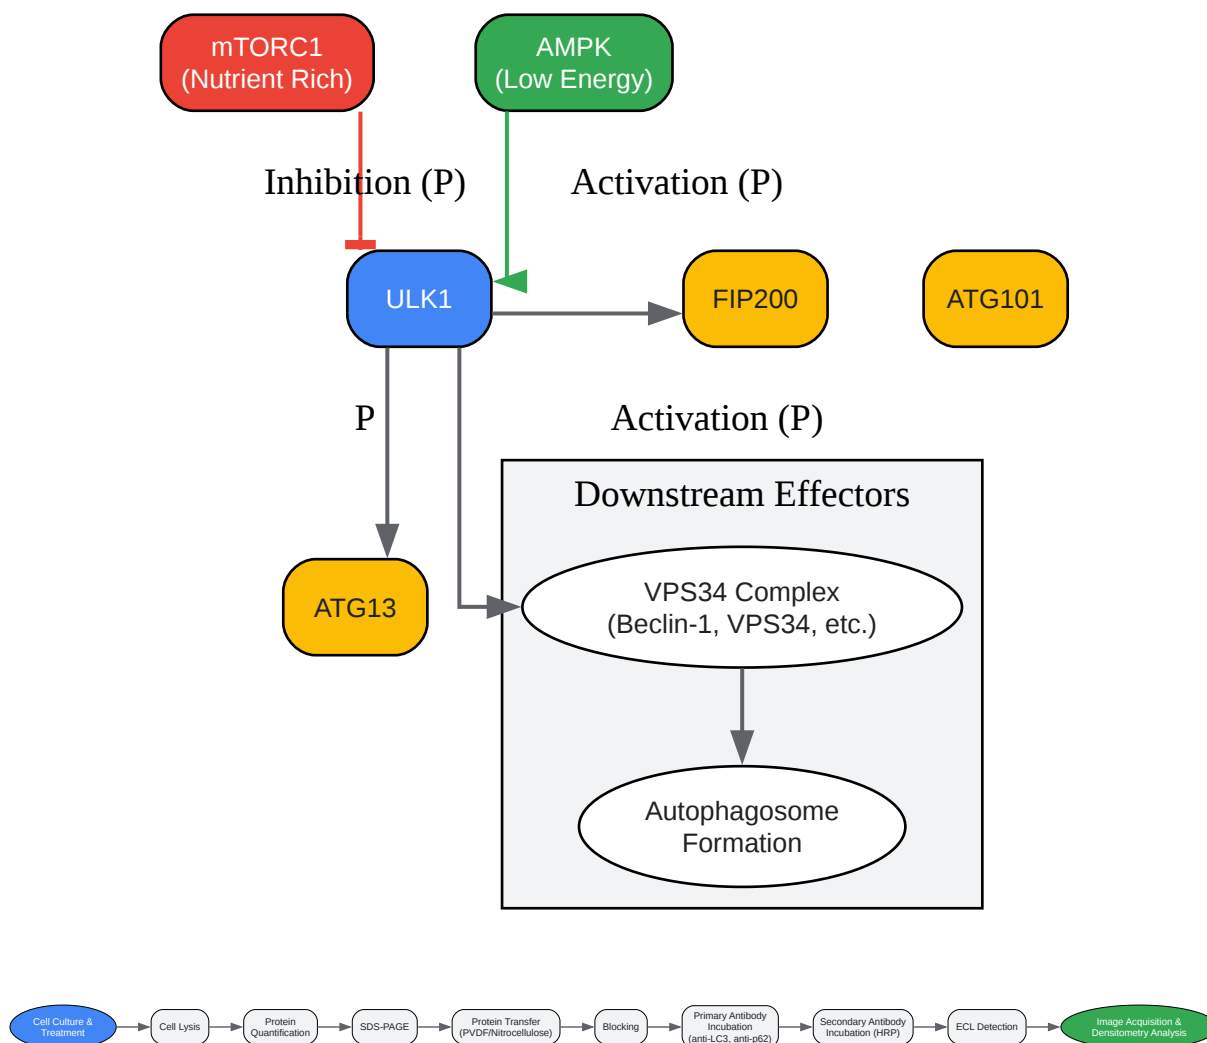 mTORC1
(Nutrient Rich)
AMPK
(Low Energy)
Inhibition (P)
Activation (P)
ULK1
FIP200
ATG101
P
Activation (P)
Downstream Effectors
VPS34 Complex
(Beclin-1, VPS34, etc.)
ATG13
Autophagosome
Formation
Cell Culture &
Treatment
Cell Lysis
Protein
Quantification
SDS-PAGE
Protein Transfer
(PVDF/Nitrocellulose)
Blocking
Primary Antibody
Incubation
(anti-LC3, anti-p62)
Secondary Antibody
Incubation (HRP)
ECL Detection
Image Acquisition &
Densitometry Analysis